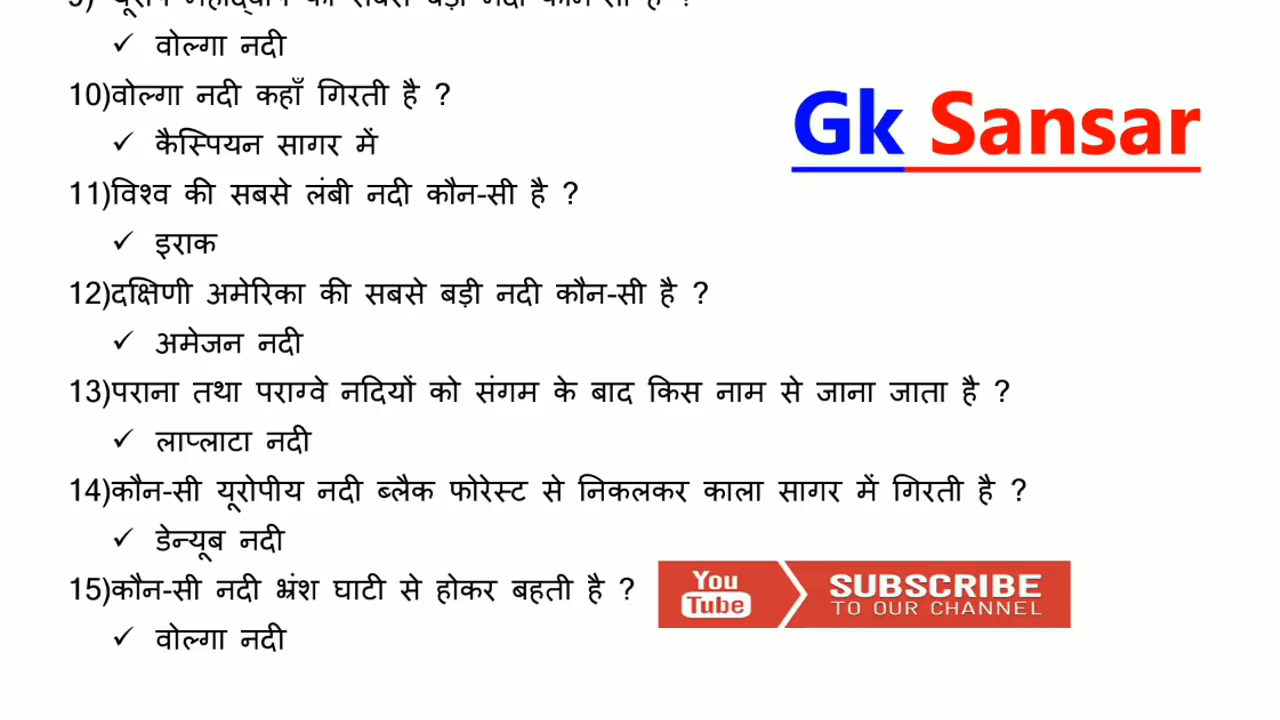 वोल्गा नदी
10)वोल्गा नदी कहाँ गिरती है ?
कैस्पियन सागर में
11)विश्व की सबसे लंबी नदी कौन-सी है ?
इराक
12)दक्षिणी अमेरिका की सबसे बड़ी नदी कौन-सी है ?
अमेजन नदी
13)पराना तथा पराग्वे नदियों को संगम के बाद किस नाम से जाना जाता है ?
लाप्लाटा नदी
14)कौन-सी यूरोपीय नदी ब्लैक फोरेस्ट से निकलकर काला सागर में गिरती है ?
डेन्यूब नदी
15)कौन-सी नदी भ्रंश घाटी से होकर बहती है ?
वोल्गा नदी
Gk Sansar
You
Tube
SUBSCRIBE
TO OUR CHANNEL